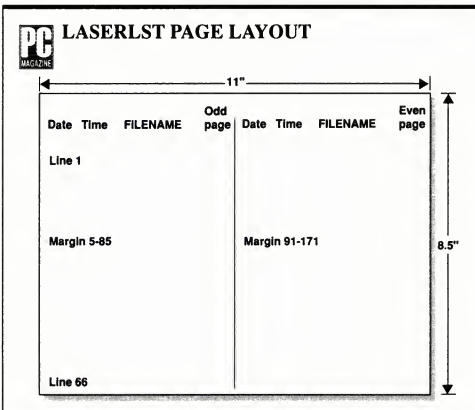 PC
MAGAZINE
LASERLST PAGE LAYOUT
11"
Date Time FILENAME Odd page
Date Time FILENAME Even page
Line 1
Margin 5-85
Margin 91-171
8.5"
Line 66